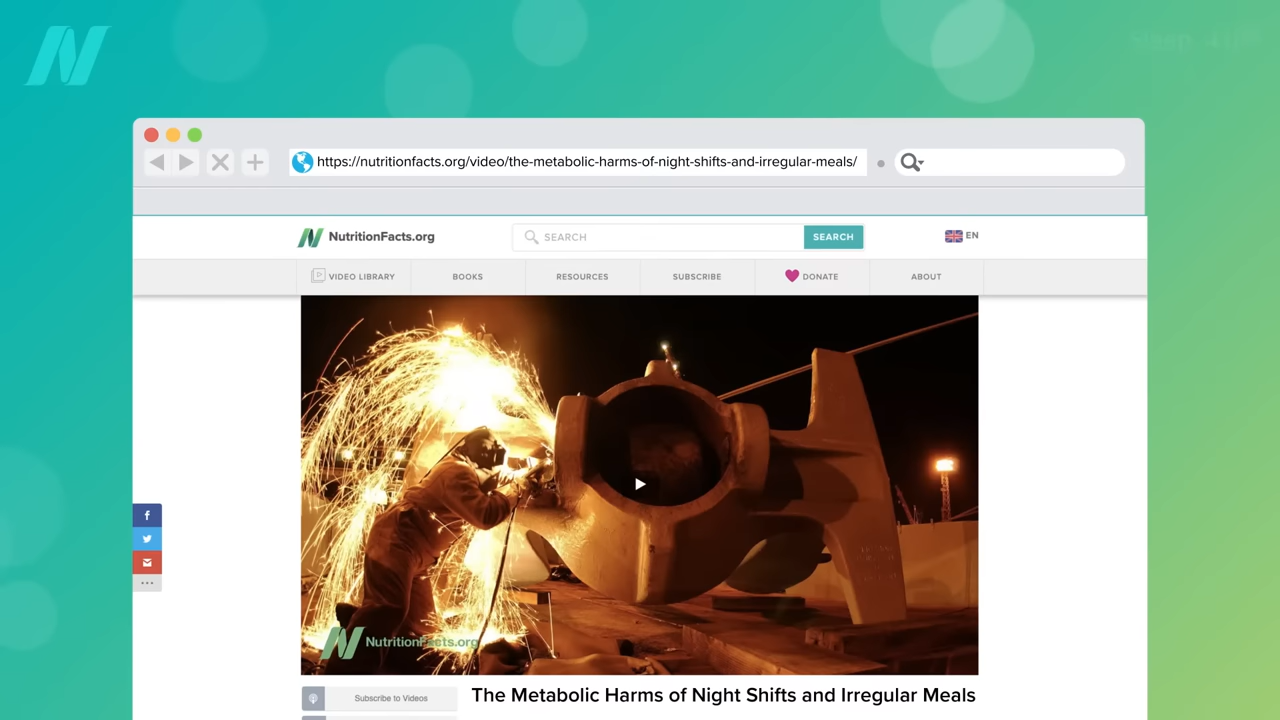 https://nutritionfacts.org/video/the-metabolic-harms-of-night-shifts-and-irregular-meals/
NutritionFacts.org
SEARCH
SEARCH
EN
VIDEO LIBRARY
BOOKS
RESOURCES
SUBSCRIBE
DONATE
ABOUT
NutritionFacts.org
Subscribe to Videos
The Metabolic Harms of Night Shifts and Irregular Meals